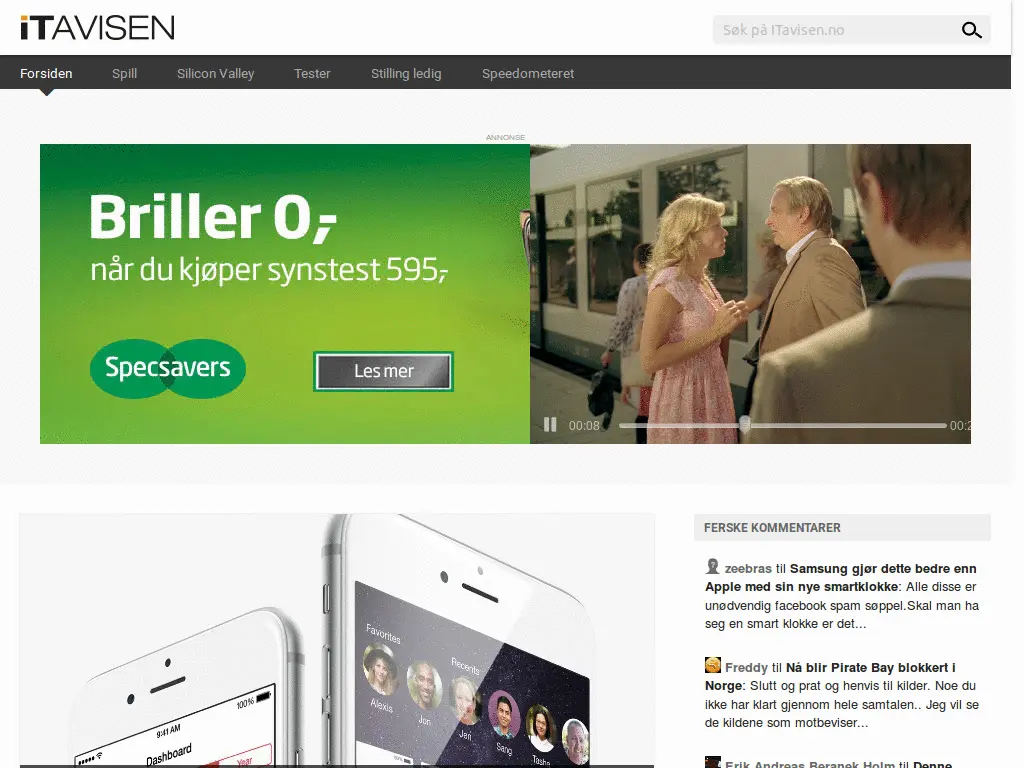 iTAVISEN
Søk på ITavisen.no
Forsiden Spill Silicon Valley Tester Stilling ledig Speedometeret
ANNONSE
Briller 0,-
når du kjøper synstest 595,-
Specsavers
Les mer
00:08
00:2
FERSKE KOMMENTARER
zeebras til Samsung gjør dette bedre enn
Apple med sin nye smartklokke: Alle disse er
unødvendig facebook spam søppel.Skal man ha
seg en smart klokke er det...
Freddy til Nå blir Pirate Bay blokkert i
Norge: Slutt og prat og henvis til kilder. Noe du
ikke har klart gjennom hele samtalen.. Jeg vil se
de kildene som motbeviser...
Erik Andreas Beranek Holm til Denne
Favorites
Recents
Alexis
Jon
Jeri
Sang
Tasha
100%
9:41 AM
Dashboard
Year